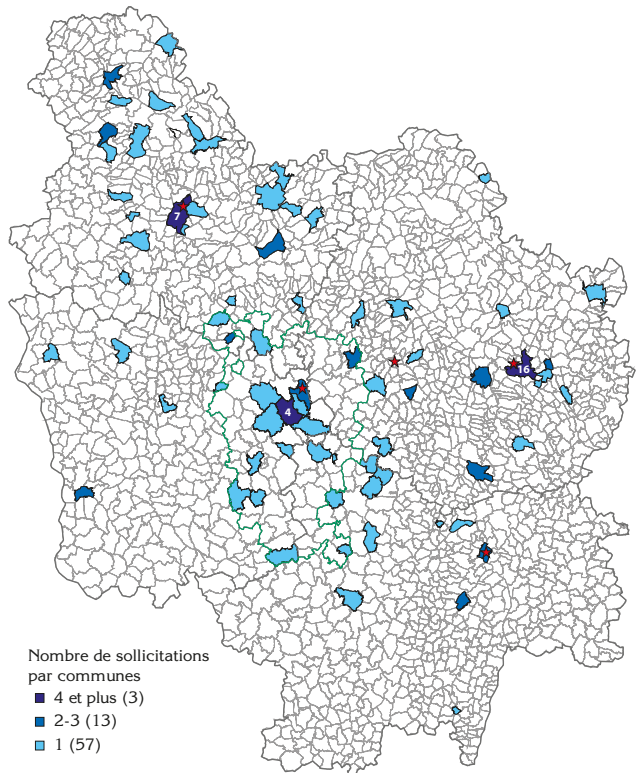 7
16
4
Nombre de sollicitations
par communes
4 et plus (3)
2-3 (13)
1 (57)